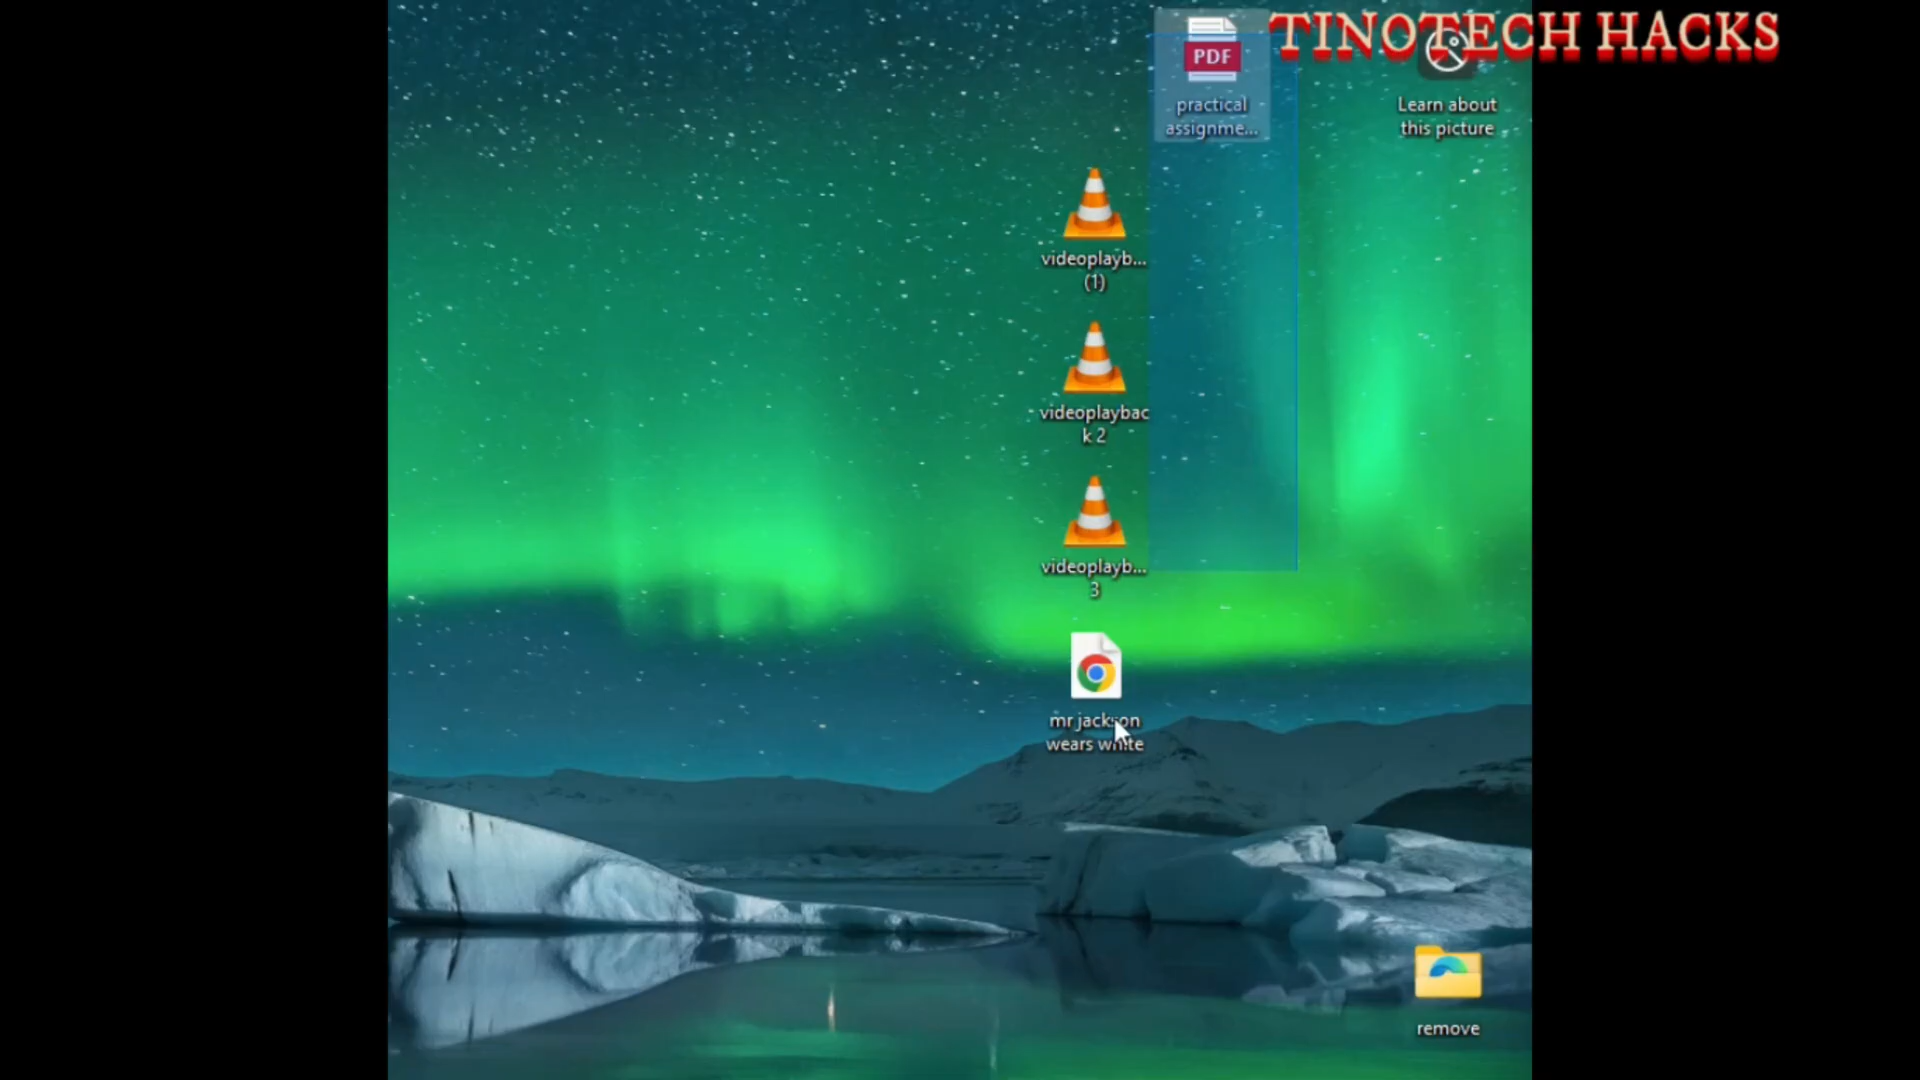 TINOTECH HACKS
PDF
practical
assignme...
Learn about
this picture
videoplayb...
(1)
videoplaybac
k 2
videoplayb...
3
mr jackson
wears white
remove